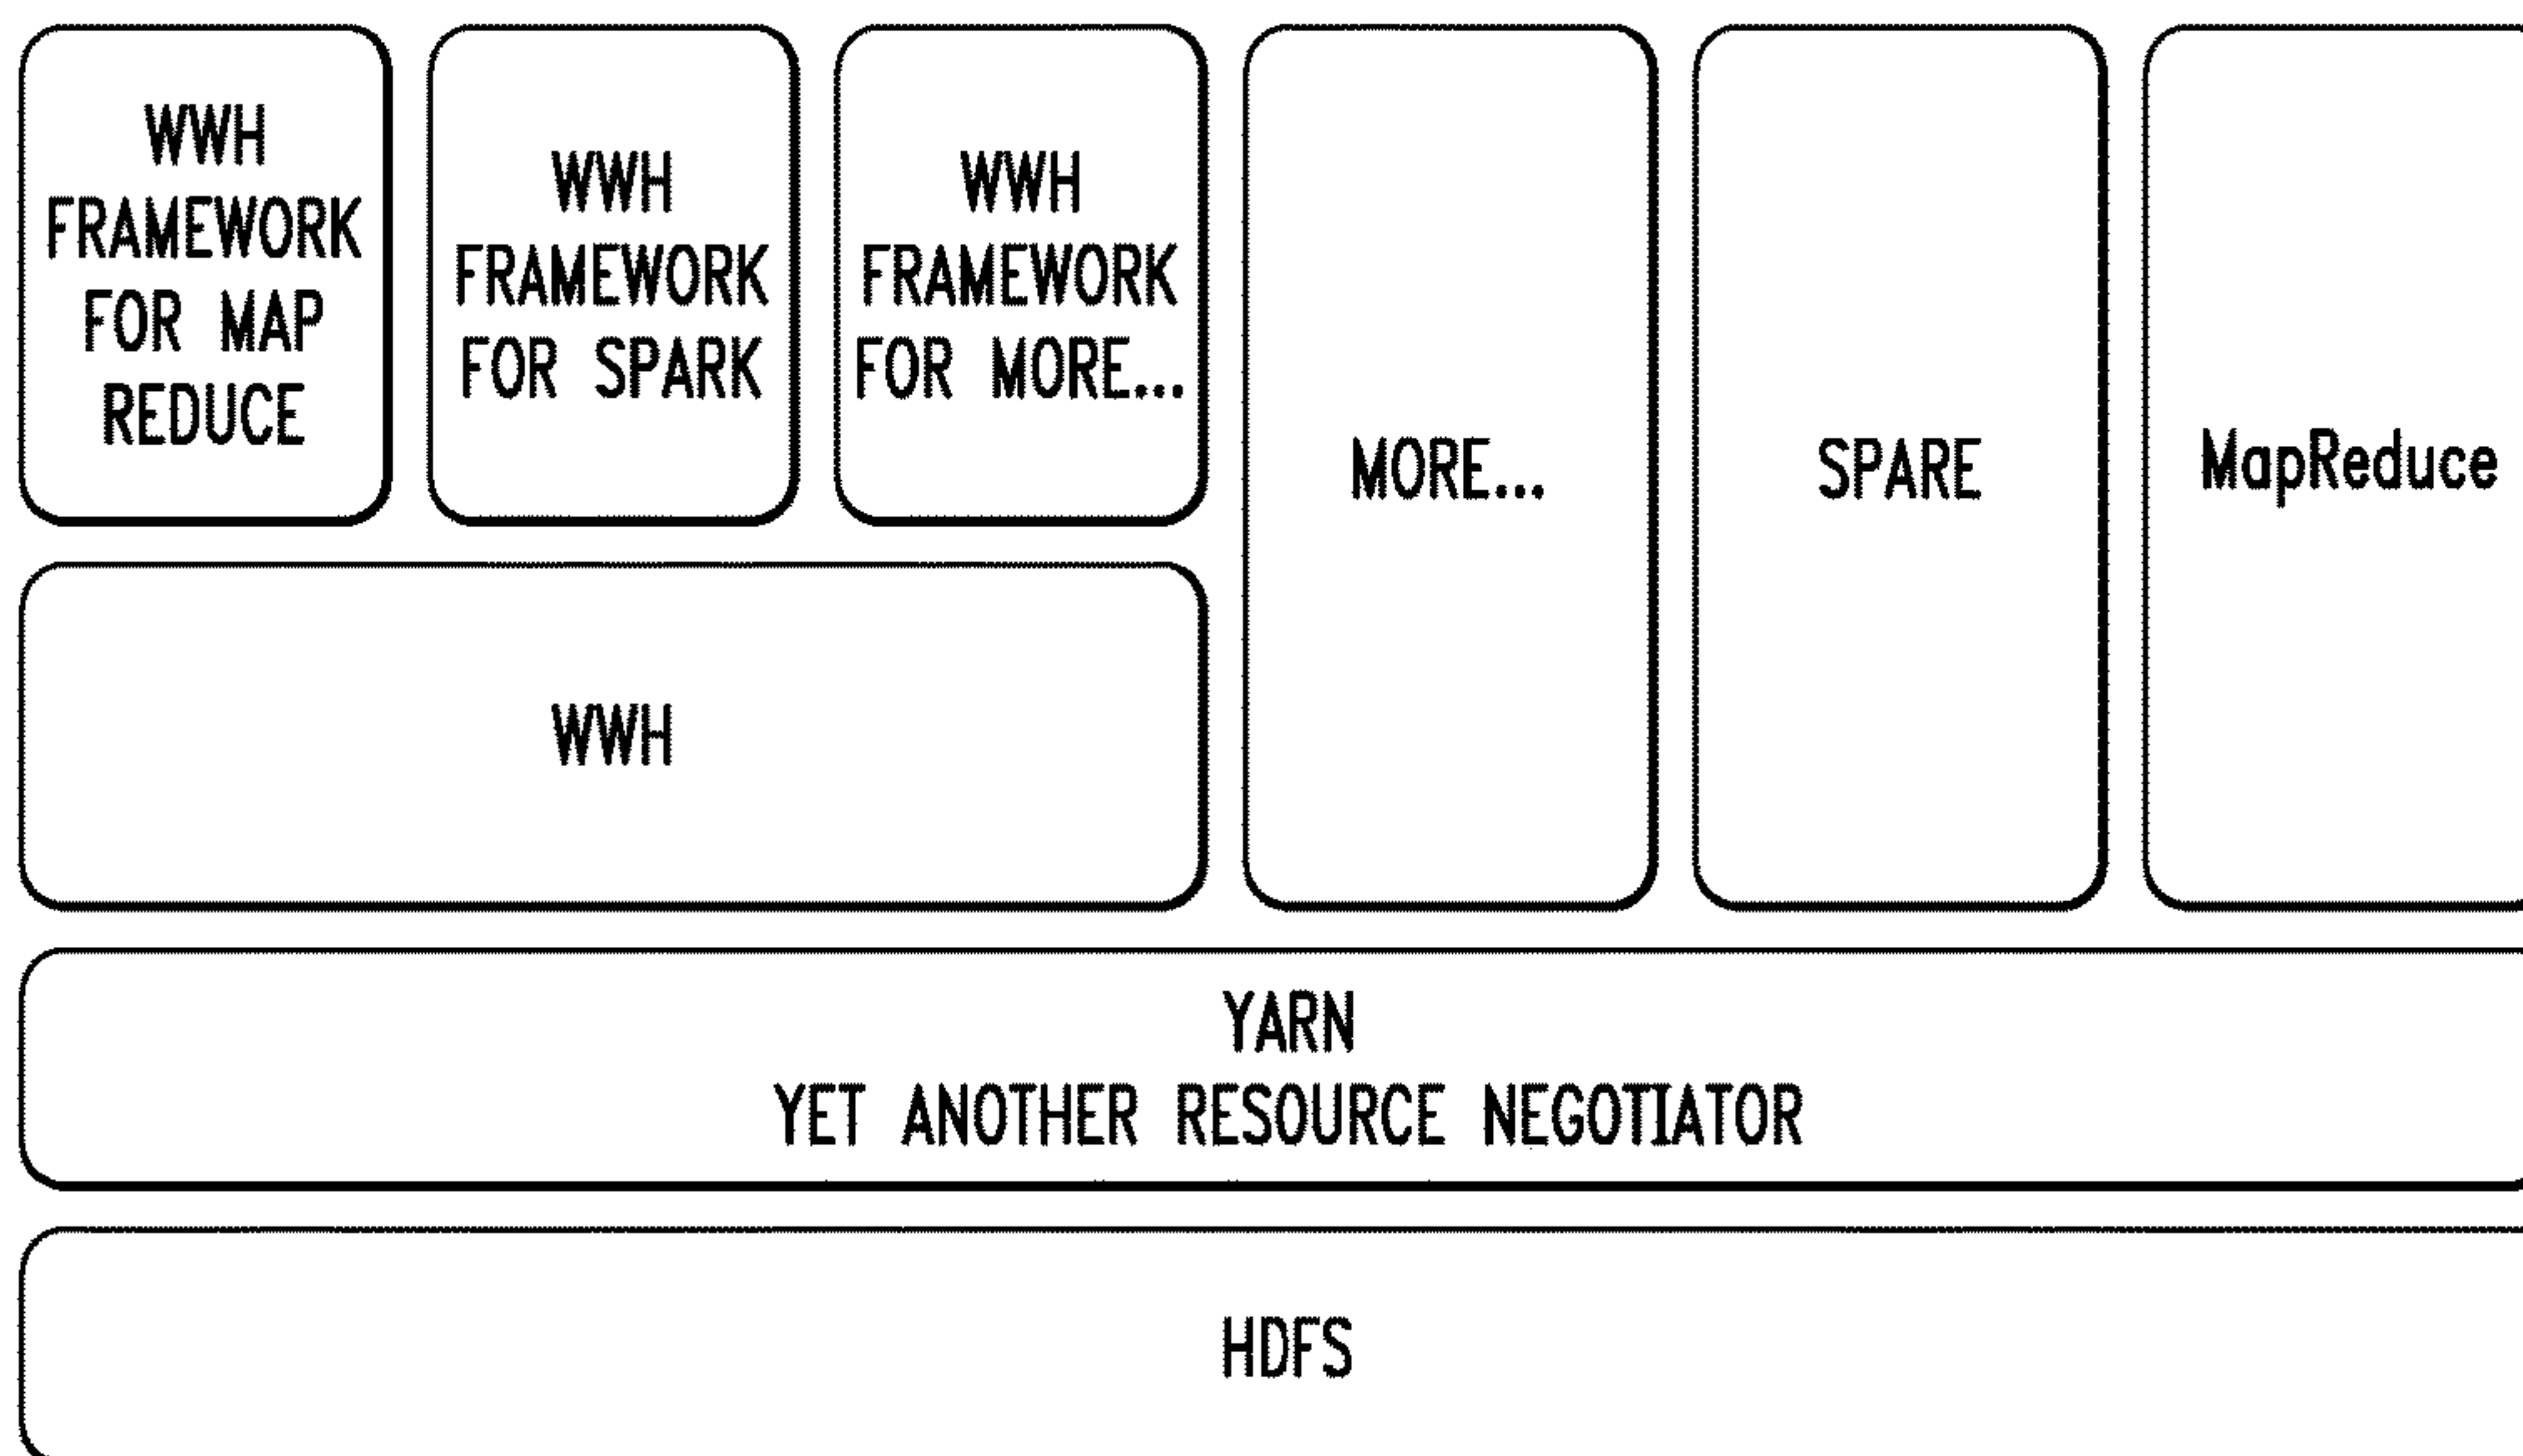 WWH
FRAMEWORK
FOR MAP
REDUCE
WWH
FRAMEWORK
FOR SPARK
WWH
FRAMEWORK
FOR MORE...
MORE...
SPARE
MapReduce
WWH
YARN
YET ANOTHER RESOURCE NEGOTIATOR
HDFS